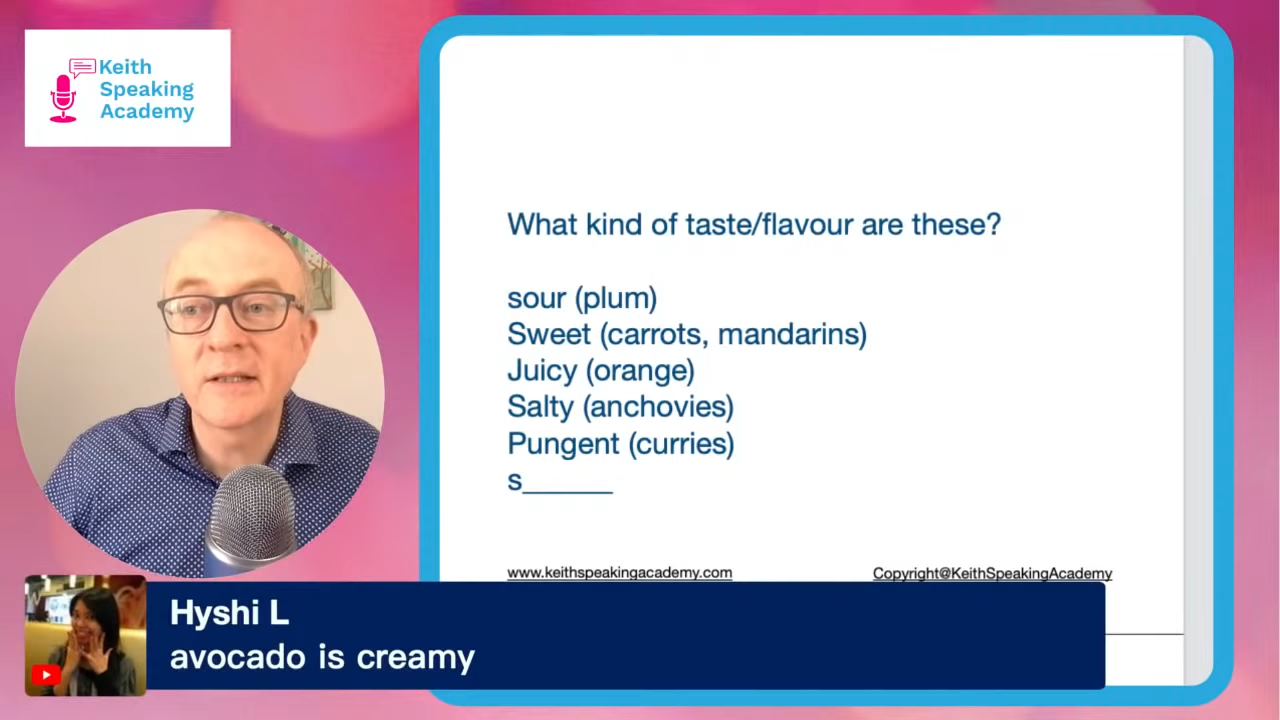 Keith
Speaking
Academy
What kind of taste/flavour are these?
sour (plum)
Sweet (carrots, mandarins)
Juicy (orange)
Salty (anchovies)
Pungent (curries)
s______
www.keithspeakingacademy.com
Copyright@KeithSpeakingAcademy
Hyshi L
avocado is creamy